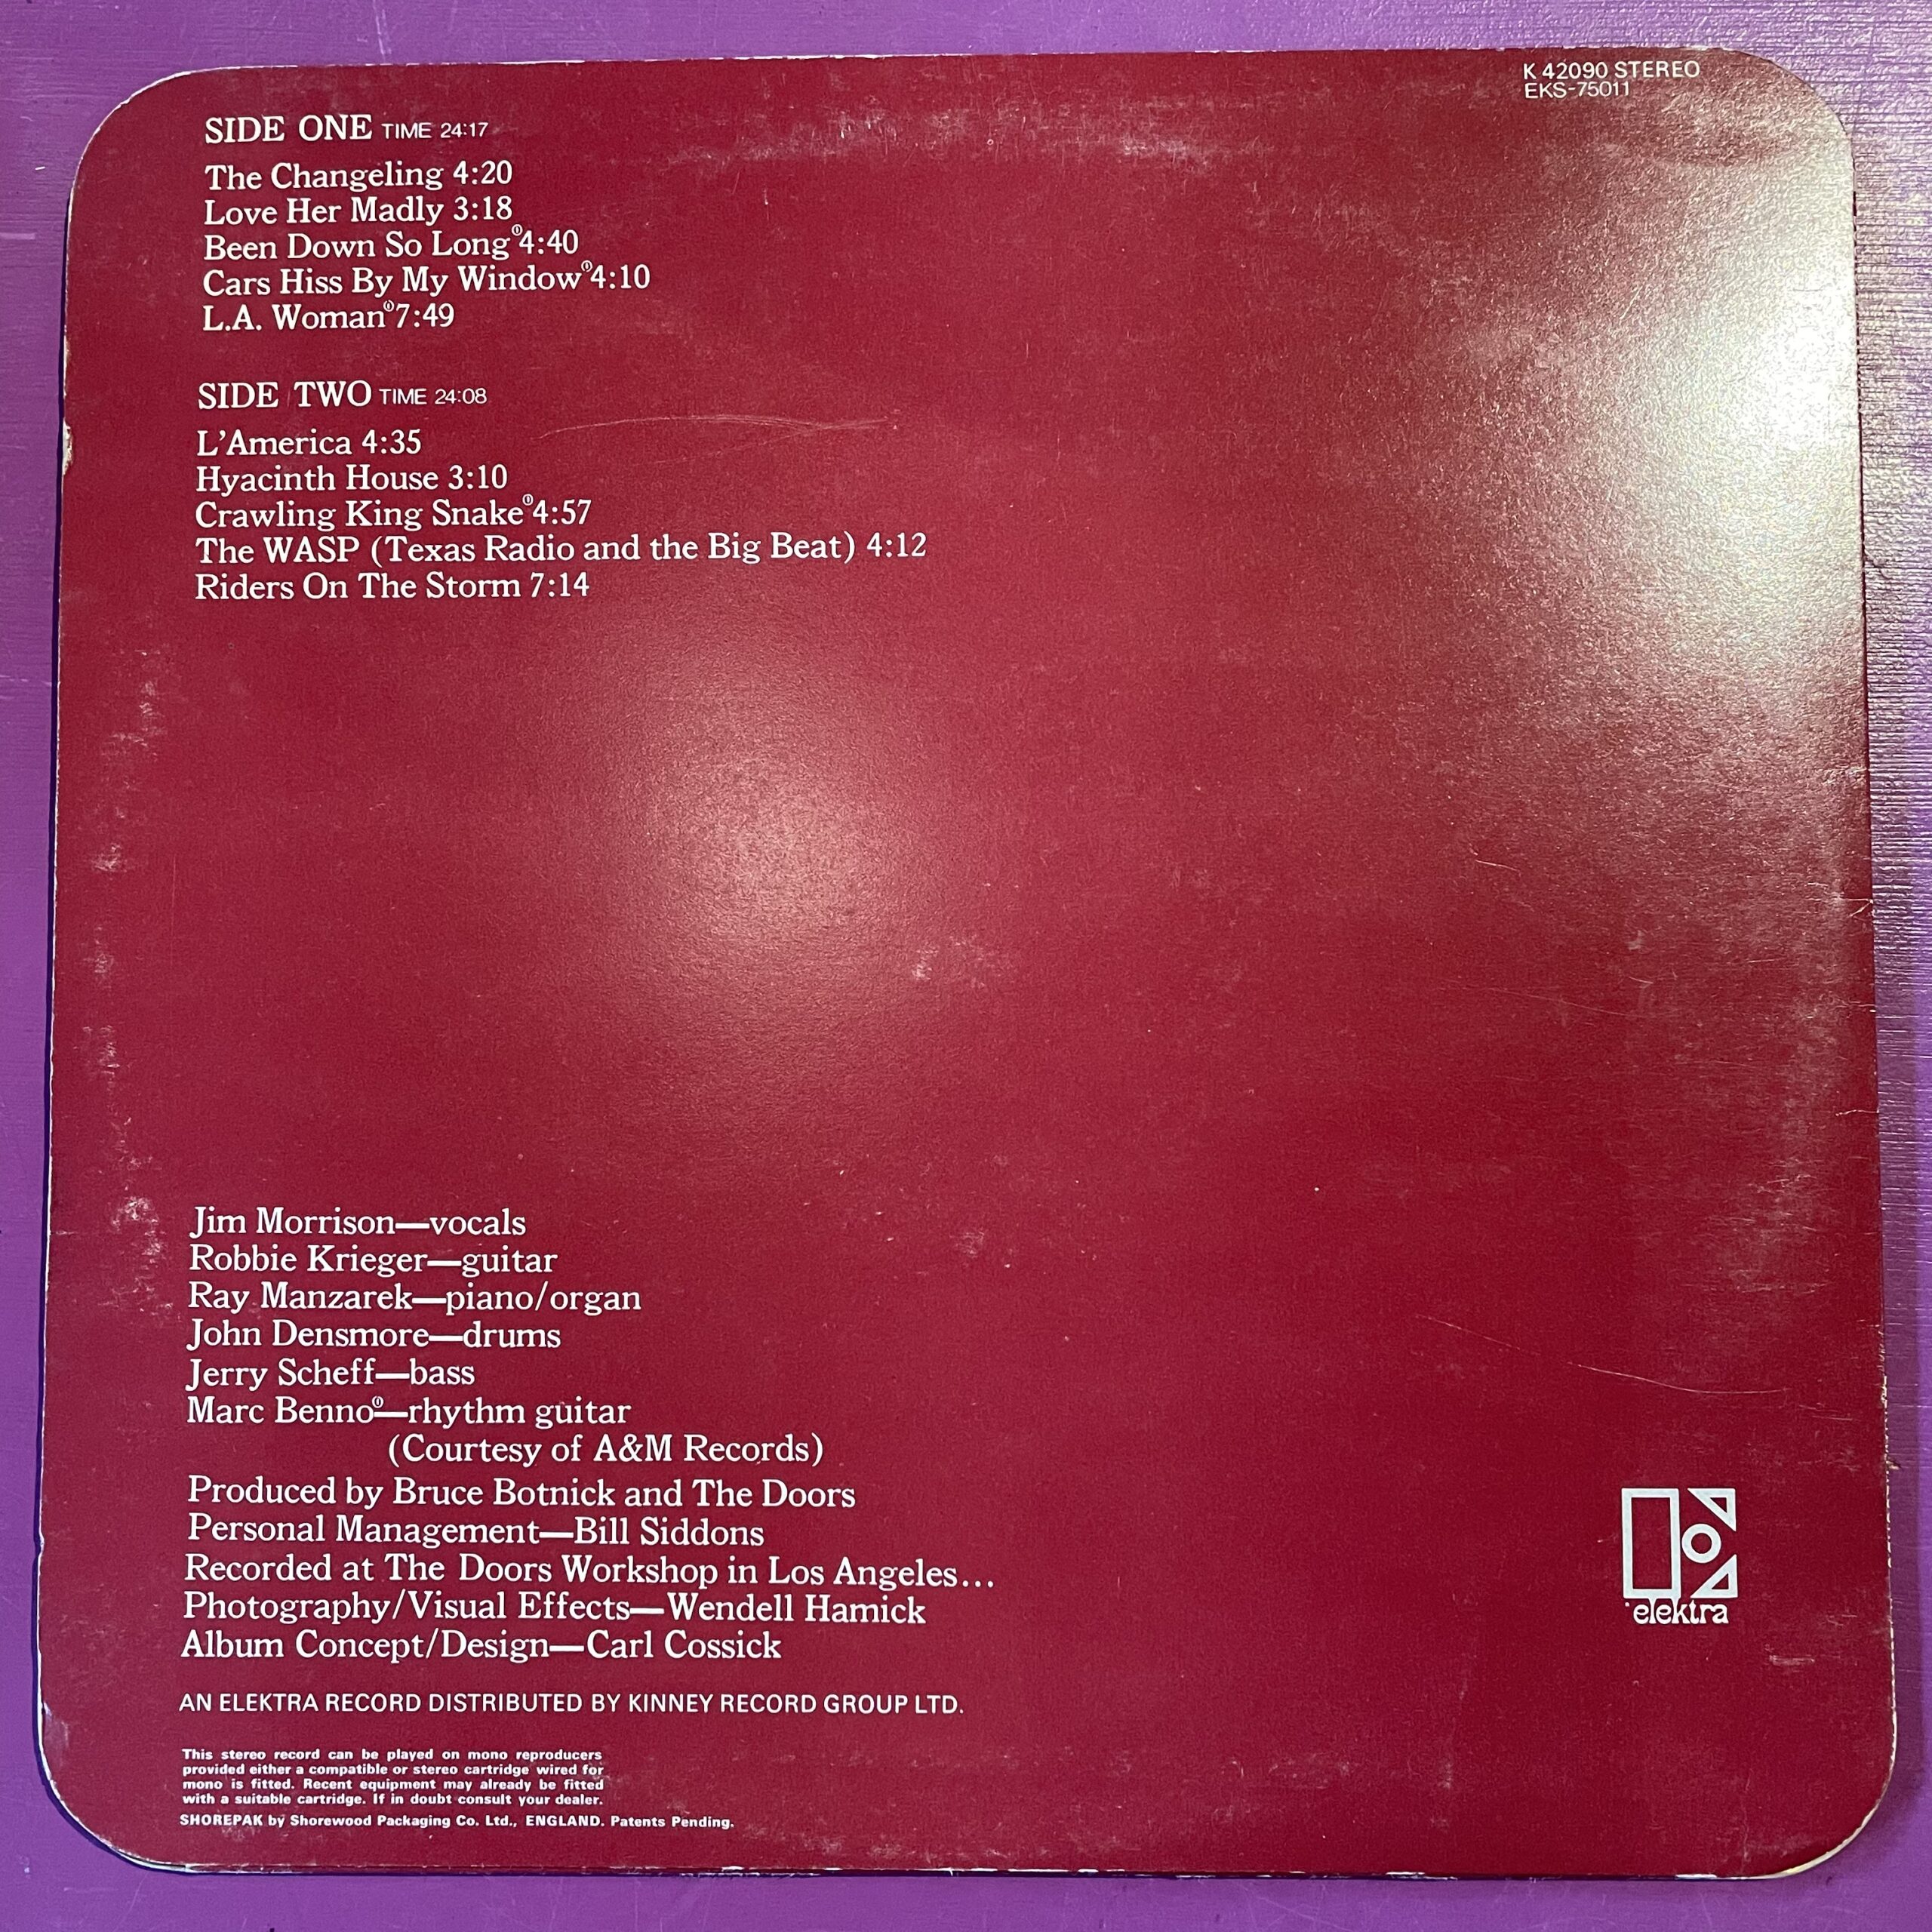 K 42090 STEREO
EKS-75011
SIDE ONE TIME 24:17
The Changeling 4:20
Love Her Madly 3:18
Been Down So Long⁽¹⁾4:40
Cars Hiss By My Window⁽¹⁾4:10
L.A. Woman⁽¹⁾7:49
SIDE TWO TIME 24:08
L'America 4:35
Hyacinth House 3:10
Crawling King Snake⁽¹⁾4:57
The WASP (Texas Radio and the Big Beat) 4:12
Riders On The Storm 7:14
Jim Morrison—vocals
Robbie Krieger—guitar
Ray Manzarek—piano/organ
John Densmore—drums
Jerry Scheff—bass
Marc Benno⁽¹⁾—rhythm guitar
(Courtesy of A&M Records)
Produced by Bruce Botnick and The Doors
Personal Management—Bill Siddons
Recorded at The Doors Workshop in Los Angeles...
Photography/Visual Effects—Wendell Hamick
Album Concept/Design—Carl Cossick
elektra
AN ELEKTRA RECORD DISTRIBUTED BY KINNEY RECORD GROUP LTD.
This stereo record can be played on mono reproducers
provided either a compatible or stereo cartridge wired for
mono is fitted. Recent equipment may already be fitted
with a suitable cartridge. If in doubt consult your dealer.
SHOREPAK by Shorewood Packaging Co. Ltd., ENGLAND. Patents Pending.